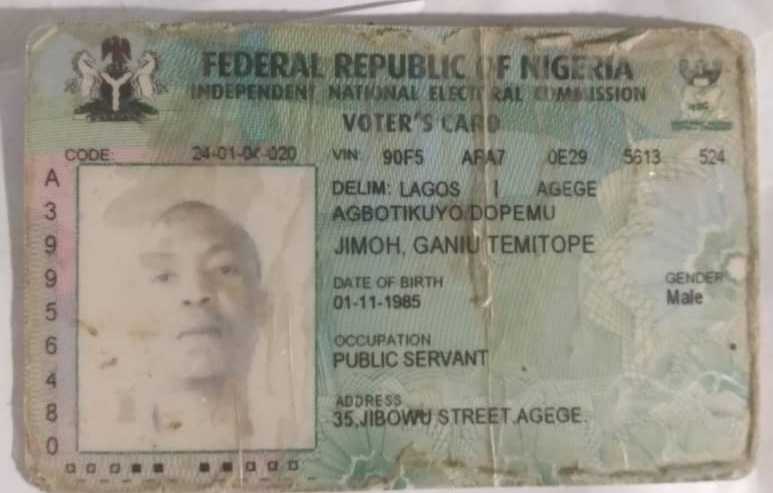 FEDERAL REPUBLIC OF NIGERIA
INDEPENDENT NATIONAL ELECTORAL COMMISSION
VOTER'S CARD
CODE: 24-01-04-020 VIN: 90F5 AFA7 0E29 5613 524
DELIM: LAGOS | AGEGE
AGBOTIKUYO/DOPEMU
JIMOH, GANIU TEMITOPE
DATE OF BIRTH
01-11-1985
GENDER
Male
OCCUPATION
PUBLIC SERVANT
ADDRESS
35,JIBOWU STREET,AGEGE.
A
3
9
9
5
6
4
8
0